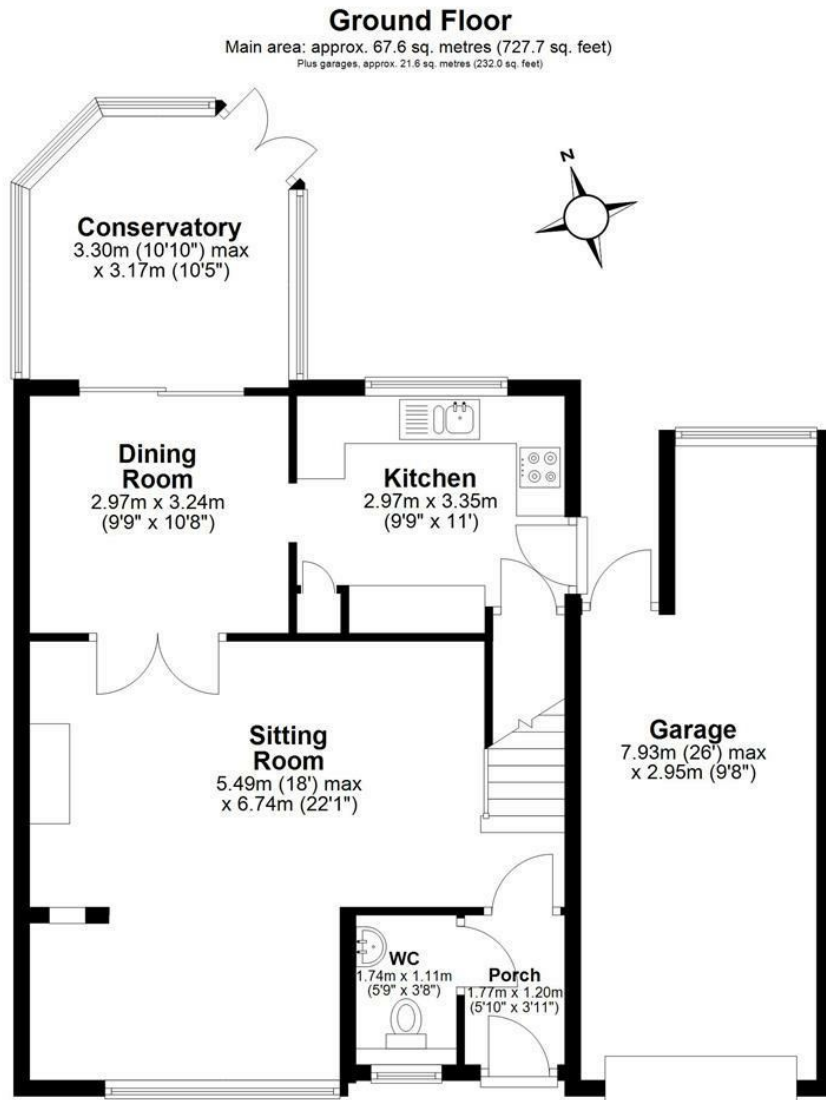 Ground Floor
Main area: approx. 67.6 sq. metres (727.7 sq. feet)
Plus garages, approx. 21.6 sq. metres (232.0 sq. feet)
N
Conservatory
3.30m (10'10") max
x 3.17m (10'5")
Dining
Room
2.97m x 3.24m
(9'9" x 10'8")
Kitchen
2.97m x 3.35m
(9'9" x 11')
Sitting
Room
5.49m (18') max
x 6.74m (22'1")
Garage
7.93m (26') max
x 2.95m (9'8")
WC
1.74m x 1.11m
(5'9" x 3'8")
Porch
1.77m x 1.20m
(5'10" x 3'11")